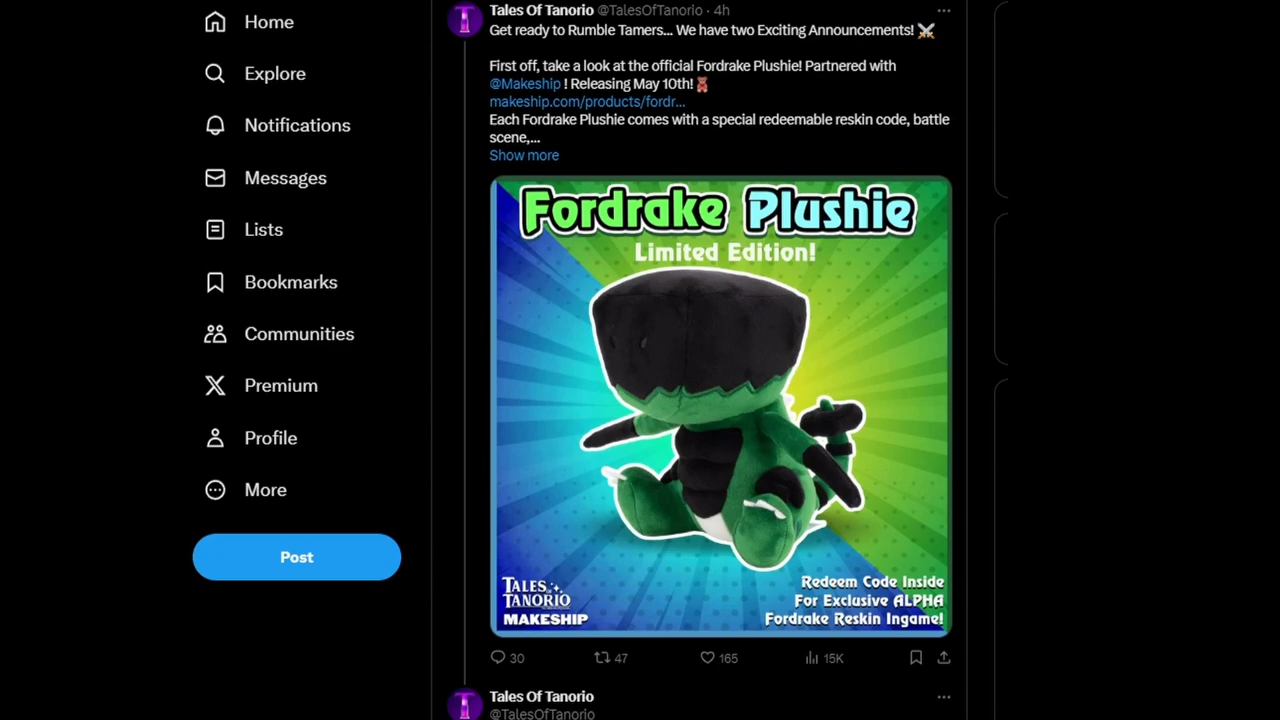 Home
Explore
Notifications
Messages
Lists
Bookmarks
Communities
Premium
Profile
More
Post
Tales Of Tanorio @TalesOfTanorio · 4h
Get ready to Rumble Tamers... We have two Exciting Announcements! ⚔️
First off, take a look at the official Fordrake Plushie! Partnered with
@Makeship ! Releasing May 10th!🧸
makeship.com/products/fordr...
Each Fordrake Plushie comes with a special redeemable reskin code, battle
scene,...
Show more
Fordrake Plushie
Limited Edition!
TALES OF
TANORIO
MAKESHIP
Redeem Code Inside
For Exclusive ALPHA
Fordrake Reskin Ingame!
30 47 165 15K
Tales Of Tanorio
@TalesOfTanorio